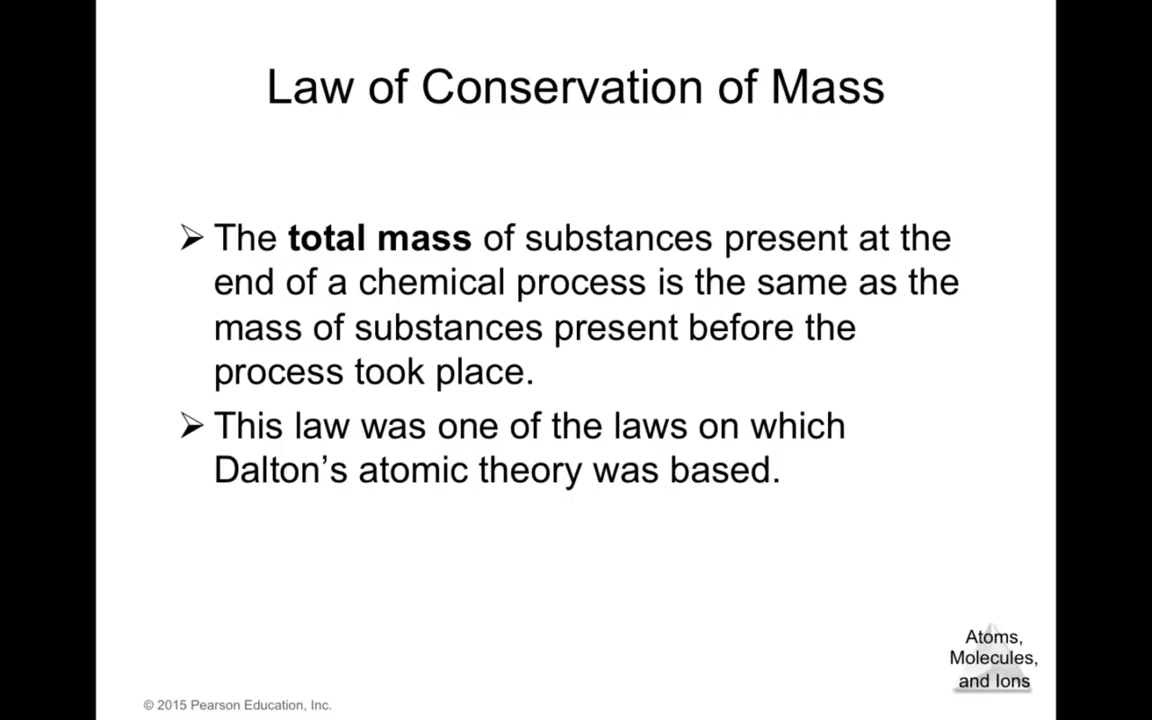 Law of Conservation of Mass
➢ The total mass of substances present at the
end of a chemical process is the same as the
mass of substances present before the
process took place.
➢ This law was one of the laws on which
Dalton’s atomic theory was based.
Atoms,
Molecules,
and Ions
© 2015 Pearson Education, Inc.